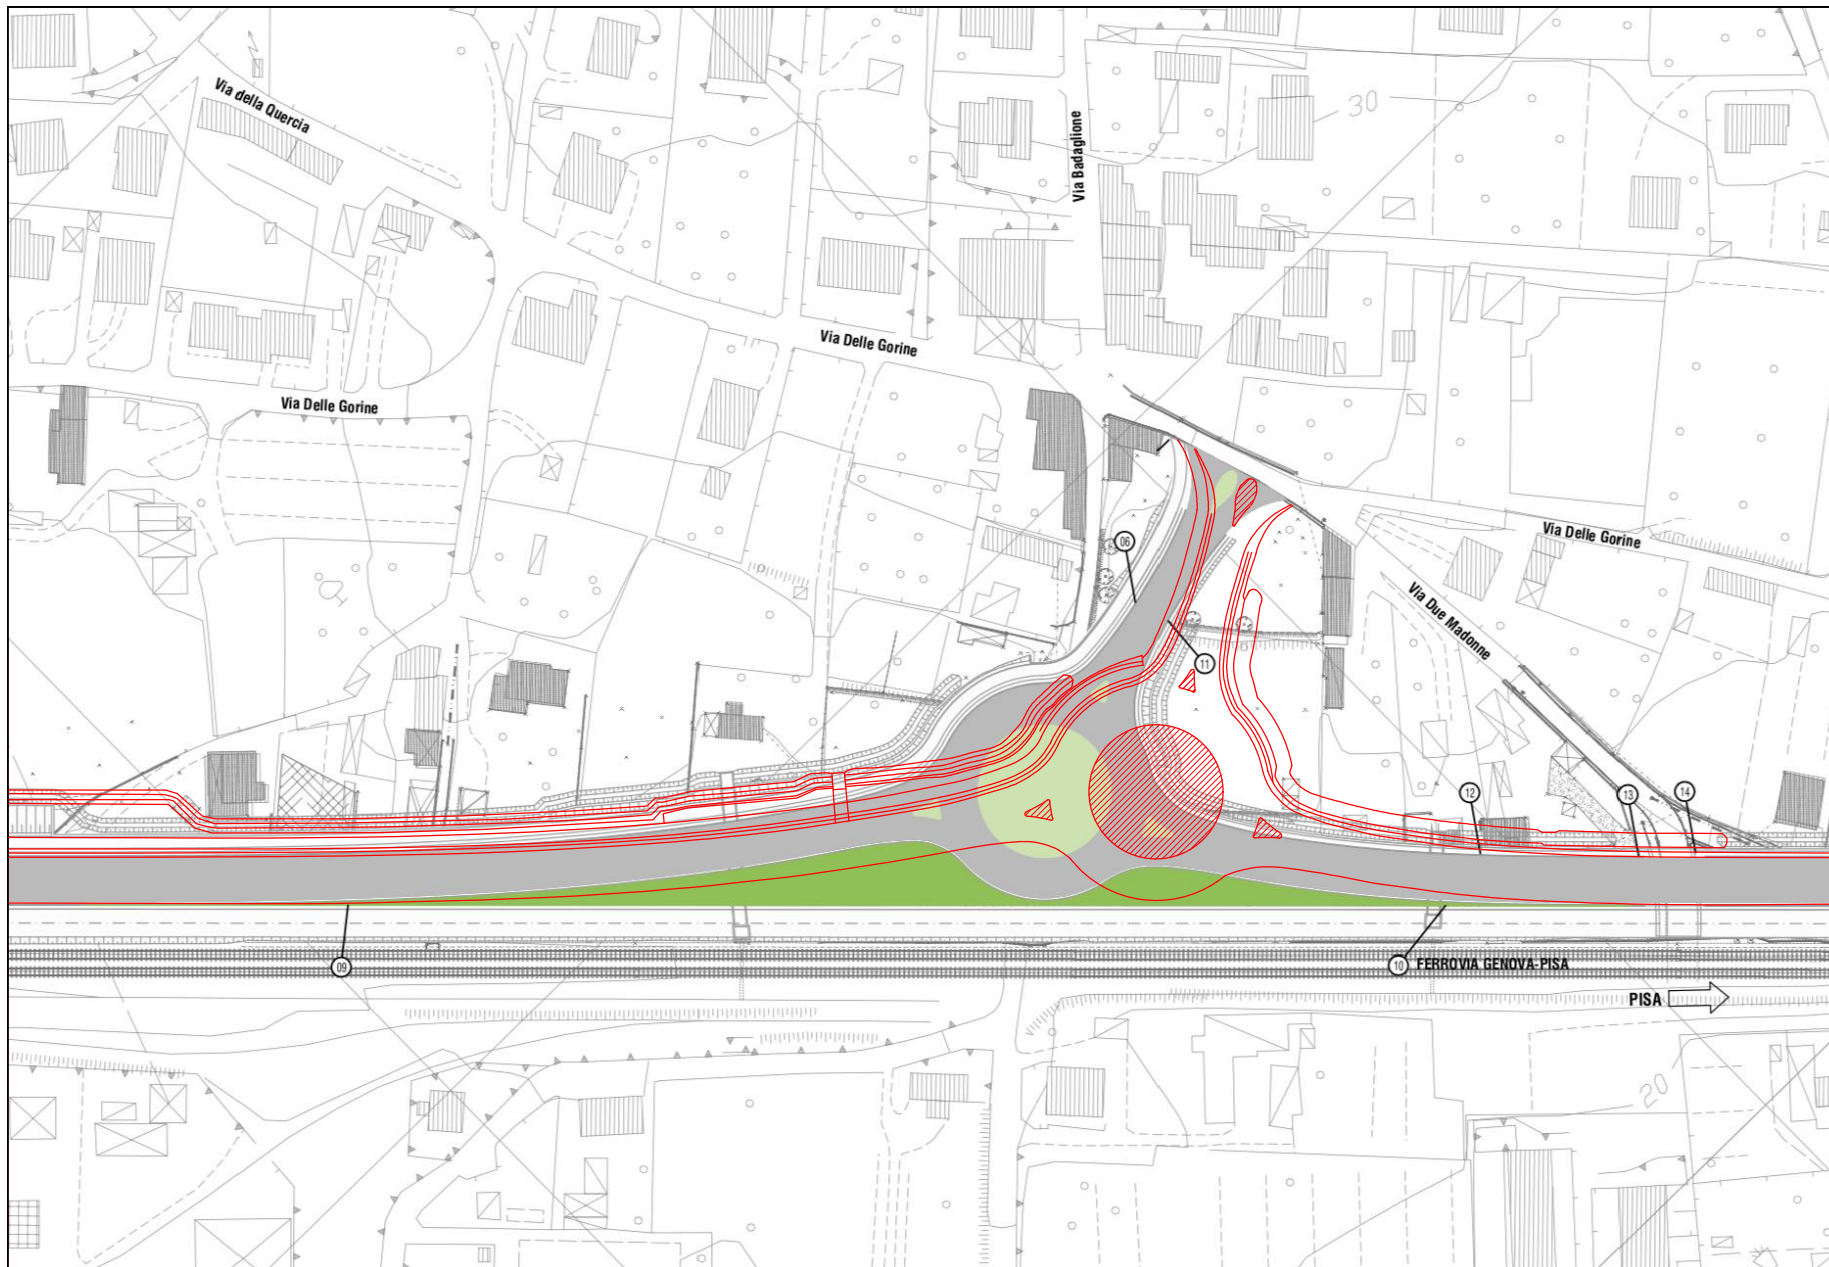 Via della Quercia
30
Via Badaglione
Via Delle Gorine
Via Delle Gorine
Via Delle Gorine
06
Via Due Madonne
11
12
13
14
09
10
FERROVIA GENOVA-PISA
PISA
20